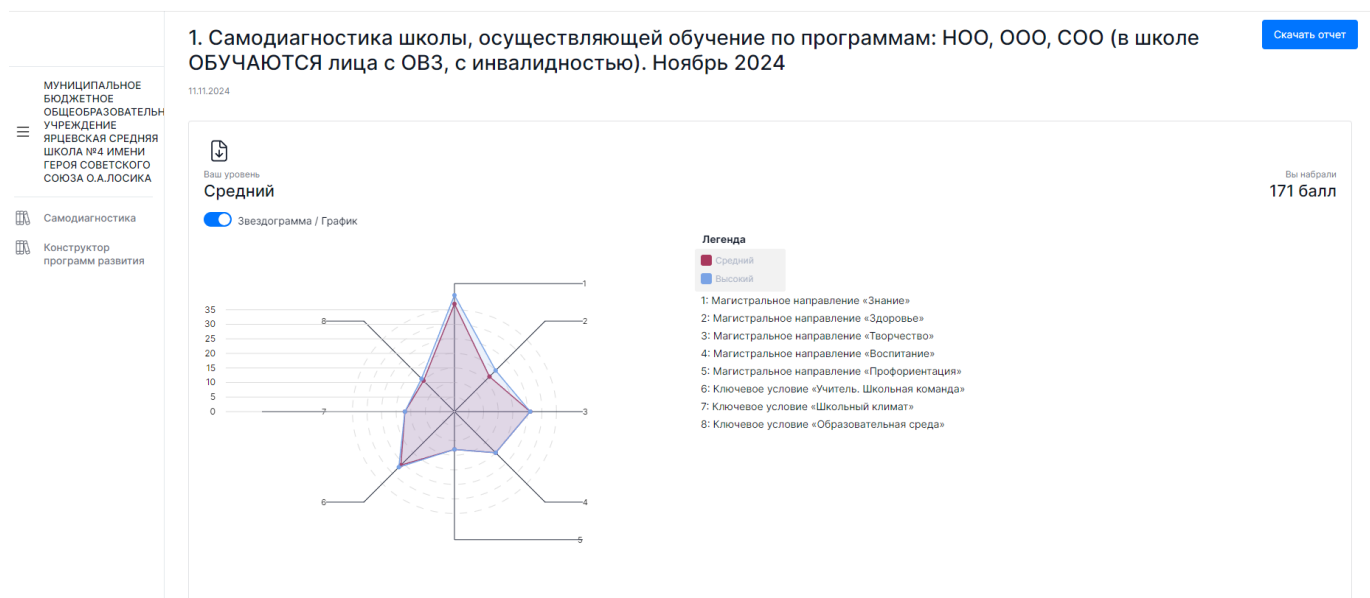 1. Самодиагностика школы, осуществляющей обучение по программам: НОО, ООО, СОО (в школе
ОБУЧАЮТСЯ лица с ОВЗ, с инвалидностью). Ноябрь 2024
Скачать отчет
11.11.2024
МУНИЦИПАЛЬНОЕ
БЮДЖЕТНОЕ
ОБЩЕОБРАЗОВАТЕЛЬН
УЧРЕЖДЕНИЕ
ЯРЦЕВСКАЯ СРЕДНЯЯ
ШКОЛА №4 ИМЕНИ
ГЕРОЯ СОВЕТСКОГО
СОЮЗА О.А.ЛОСИКА
Самодиагностика
Конструктор
программ развития
Ваш уровень
Средний
Вы набрали
171 балл
Звездограмма / График
35
30
25
20
15
10
5
0
1
2
3
4
5
6
7
8
Легенда
Средний
Высокий
1: Магистральное направление «Знание»
2: Магистральное направление «Здоровье»
3: Магистральное направление «Творчество»
4: Магистральное направление «Воспитание»
5: Магистральное направление «Профориентация»
6: Ключевое условие «Учитель. Школьная команда»
7: Ключевое условие «Школьный климат»
8: Ключевое условие «Образовательная среда»